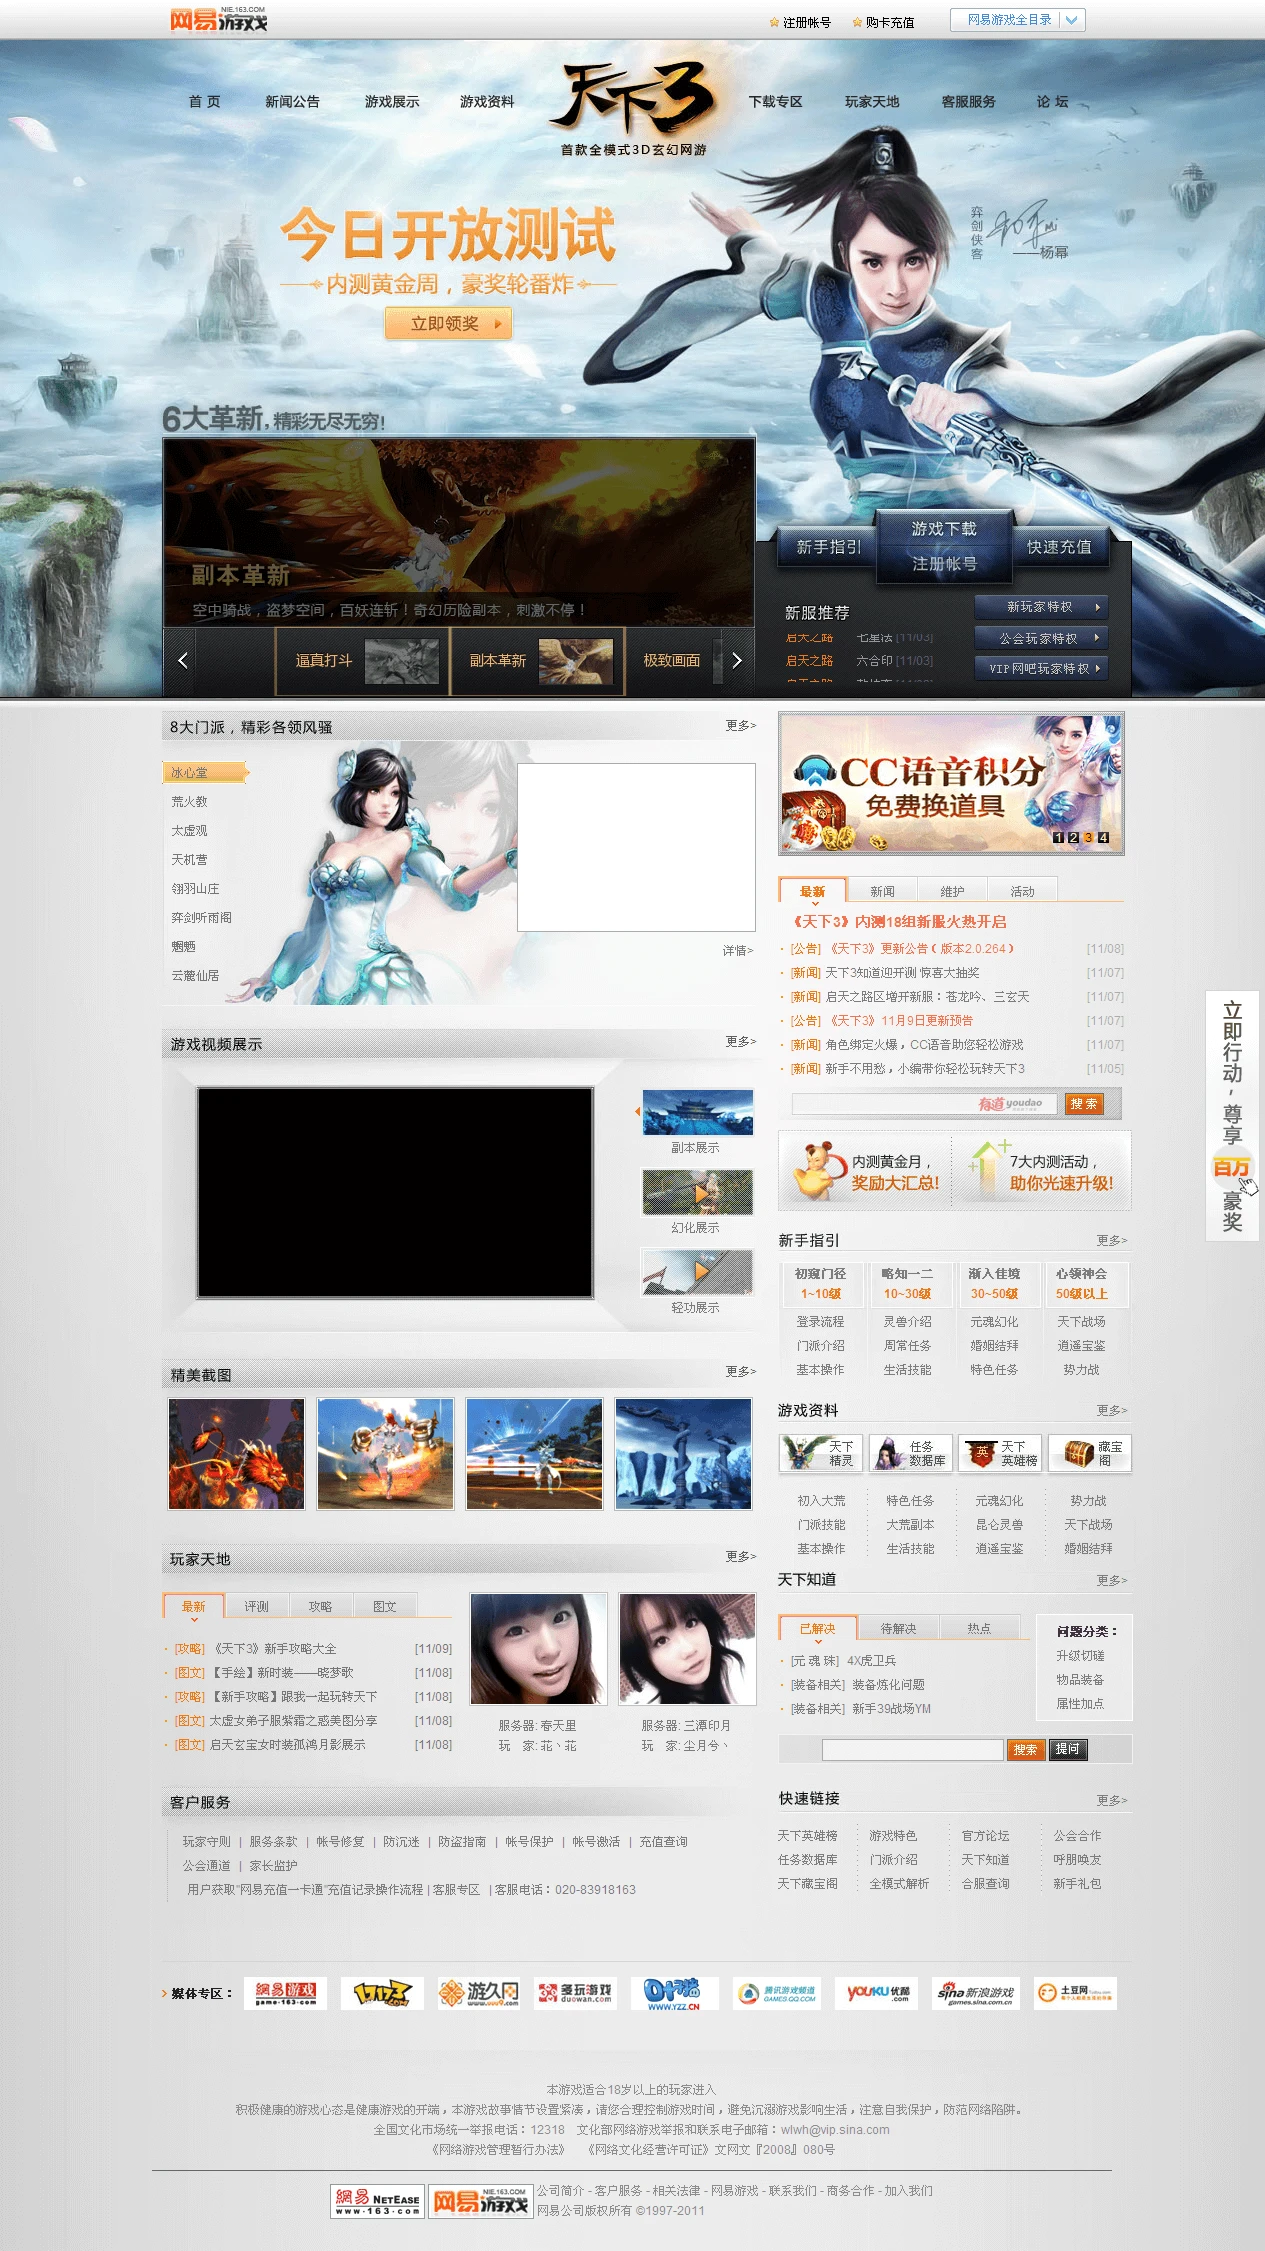 NIE.163.COM
网易游戏
注册帐号 购卡充值 网易游戏全目录
首 页 新闻公告 游戏展示 游戏资料 天下3 下载专区 玩家天地 客服服务 论 坛
首款全模式3D玄幻网游
今日开放测试
内测黄金周，豪奖轮番炸
立即领奖
弈剑侠客
——杨幂
6大革新，精彩无尽无穷！
副本革新
空中骑战，盗梦空间，百妖连斩！奇幻历险副本，刺激不停！
逼真打斗 副本革新 极致画面
新手指引 游戏下载 快速充值
注册帐号
新服推荐
启天之路 七星法 [11/03]
启天之路 六合印 [11/03]
新玩家特权
公会玩家特权
VIP网吧玩家特权
8大门派，精彩各领风骚 更多>
冰心堂
荒火教
太虚观
天机营
翎羽山庄
弈剑听雨阁
魍魉
云麓仙居
详情>
CC语音积分
免费换道具
1 2 3 4
最新 新闻 维护 活动
《天下3》内测18组新服火热开启
[公告] 《天下3》更新公告（版本2.0.264） [11/08]
[新闻] 天下3知道迎开测 惊喜大抽奖 [11/07]
[新闻] 启天之路区增开新服：苍龙吟、三玄天 [11/07]
[公告] 《天下3》11月9日更新预告 [11/07]
[新闻] 角色绑定火爆，CC语音助您轻松游戏 [11/07]
[新闻] 新手不用愁，小编带你轻松玩转天下3 [11/05]
有道 youdao 搜 索
内测黄金月，
奖励大汇总!
7大内测活动，
助你光速升级!
立即行动，尊享百万豪奖
游戏视频展示 更多>
副本展示
幻化展示
轻功展示
新手指引 更多>
初窥门径 略知一二 渐入佳境 心领神会
1~10级 10~30级 30~50级 50级以上
登录流程 灵兽介绍 元魂幻化 天下战场
门派介绍 周常任务 婚姻结拜 逍遥宝鉴
基本操作 生活技能 特色任务 势力战
精美截图 更多>
游戏资料 更多>
天下精灵 任务数据库 英 天下英雄榜 藏宝阁
初入大荒 特色任务 元魂幻化 势力战
门派技能 大荒副本 昆仑灵兽 天下战场
基本操作 生活技能 逍遥宝鉴 婚姻结拜
玩家天地 更多>
最新 评测 攻略 图文
[攻略] 《天下3》新手攻略大全 [11/09]
[图文] 【手绘】新时装——晓梦歌 [11/08]
[攻略] 【新手攻略】跟我一起玩转天下 [11/08]
[图文] 太虚女弟子服紫霜之惑美图分享 [11/08]
[图文] 启天玄宝女时装孤鸿月影展示 [11/08]
服务器: 春天里
玩 家: 花丶花
服务器: 三潭印月
玩 家: 尘月兮丶
天下知道 更多>
已解决 待解决 热点
[元 魂 珠] 4X虎卫兵
[装备相关] 装备炼化问题
[装备相关] 新手39战场YM
问题分类：
升级切磋
物品装备
属性加点
搜索 提问
客户服务
玩家守则 | 服务条款 | 帐号修复 | 防沉迷 | 防盗指南 | 帐号保护 | 帐号激活 | 充值查询
公会通道 | 家长监护
用户获取"网易充值一卡通"充值记录操作流程 | 客服专区 | 客服电话：020-83918163
快速链接 更多>
天下英雄榜 游戏特色 官方论坛 公会合作
任务数据库 门派介绍 天下知道 呼朋唤友
天下藏宝阁 全模式解析 合服查询 新手礼包
媒体专区： 網易游戏 17173 游久网 多玩游戏 叶子猪 腾讯游戏频道 YOUKU优酷 sina新浪游戏 土豆网
game.163.com .com www.uuu9.com duowan.com WWW.YZZ.CN GAMES.QQ.COM .com games.sina.com.cn
本游戏适合18岁以上的玩家进入
积极健康的游戏心态是健康游戏的开端，本游戏故事情节设置紧凑，请您合理控制游戏时间，避免沉溺游戏影响生活，注意自我保护，防范网络陷阱。
全国文化市场统一举报电话：12318 文化部网络游戏举报和联系电子邮箱：wlwh@vip.sina.com
《网络游戏管理暂行办法》 《网络文化经营许可证》文网文『2008』080号
網易 NETEASE
www.163.com
NIE.163.COM
网易游戏
公司简介 - 客户服务 - 相关法律 - 网易游戏 - 联系我们 - 商务合作 - 加入我们
网易公司版权所有 ©1997-2011